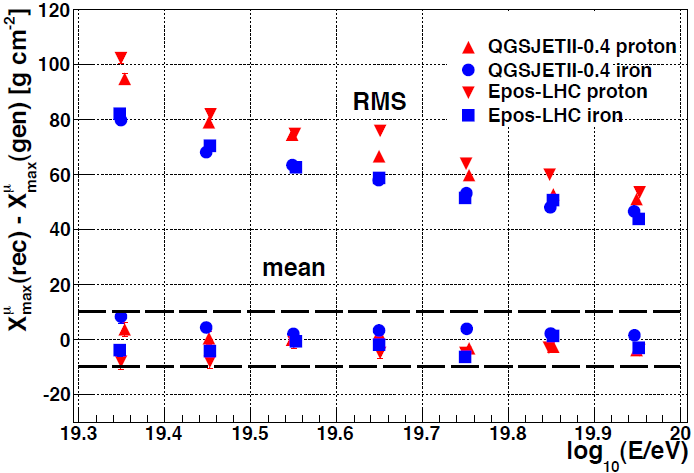 X^μ_max(rec) - X^μ_max(gen) [g cm^-2]
120
100
80
60
40
20
0
-20
QGSJETII-0.4 proton
QGSJETII-0.4 iron
Epos-LHC proton
Epos-LHC iron
RMS
mean
19.3 19.4 19.5 19.6 19.7 19.8 19.9 20
log_10(E/eV)